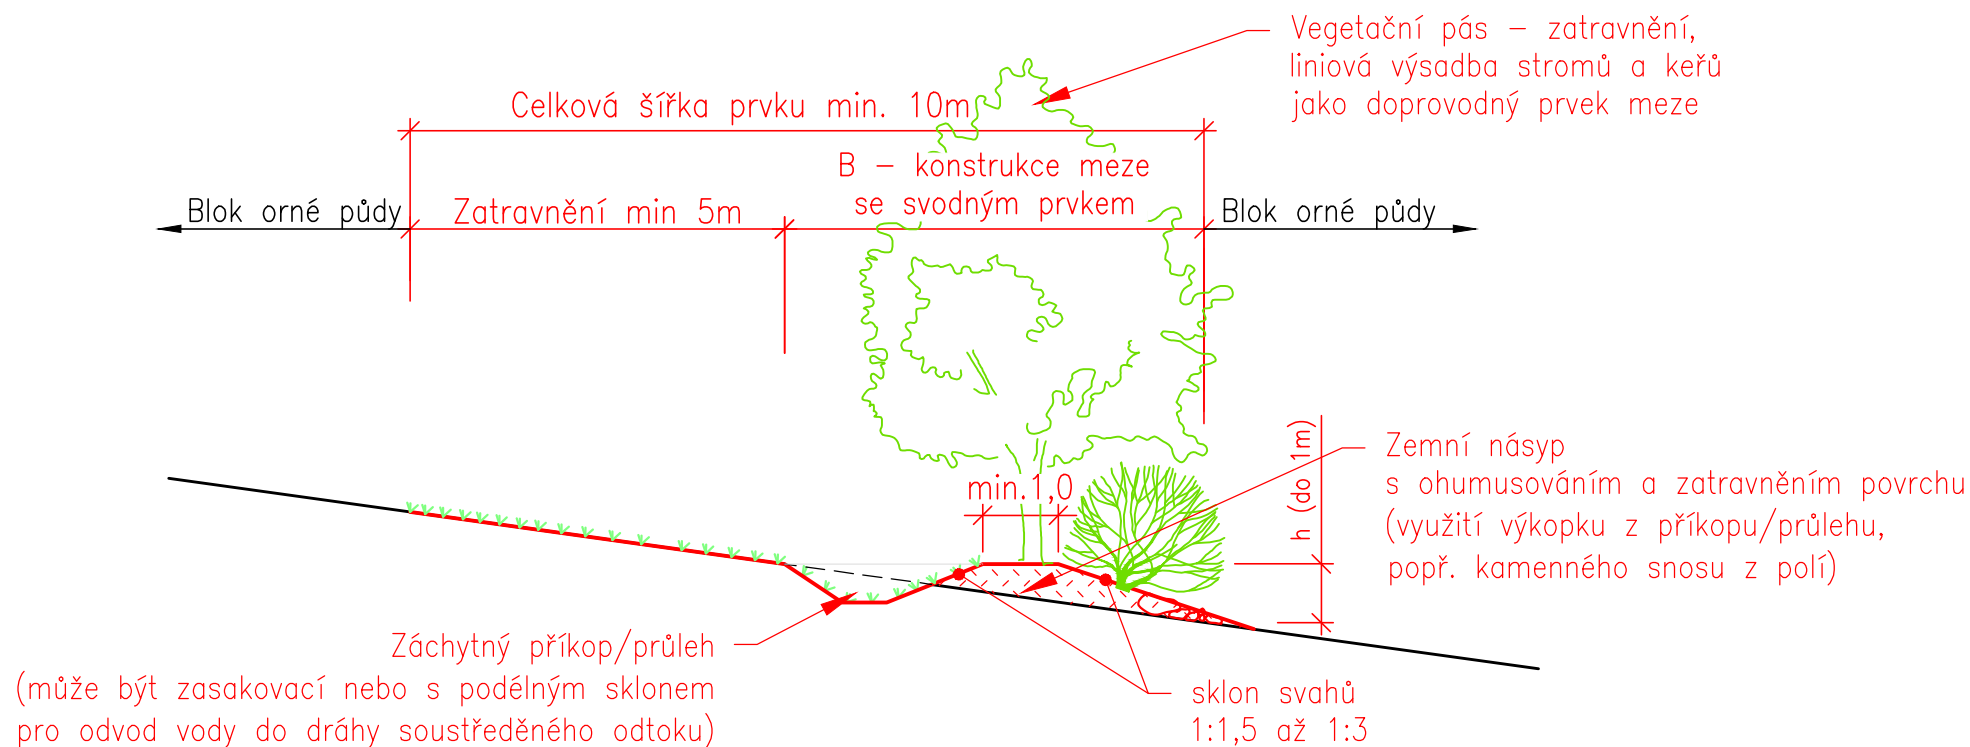 Vegetační pás – zatravnění,
liniová výsadba stromů a keřů
jako doprovodný prvek meze
Celková šířka prvku min. 10m
B – konstrukce meze
se svodným prvkem
Blok orné půdy
Zatravnění min 5m
Blok orné půdy
h (do 1m)
min.1,0
Zemní násyp
s ohumusováním a zatravněním povrchu
(využití výkopku z příkopu/průlehu,
popř. kamenného snosu z polí)
Záchytný příkop/průleh
(může být zasakovací nebo s podélným sklonem
pro odvod vody do dráhy soustředěného odtoku)
sklon svahů
1:1,5 až 1:3